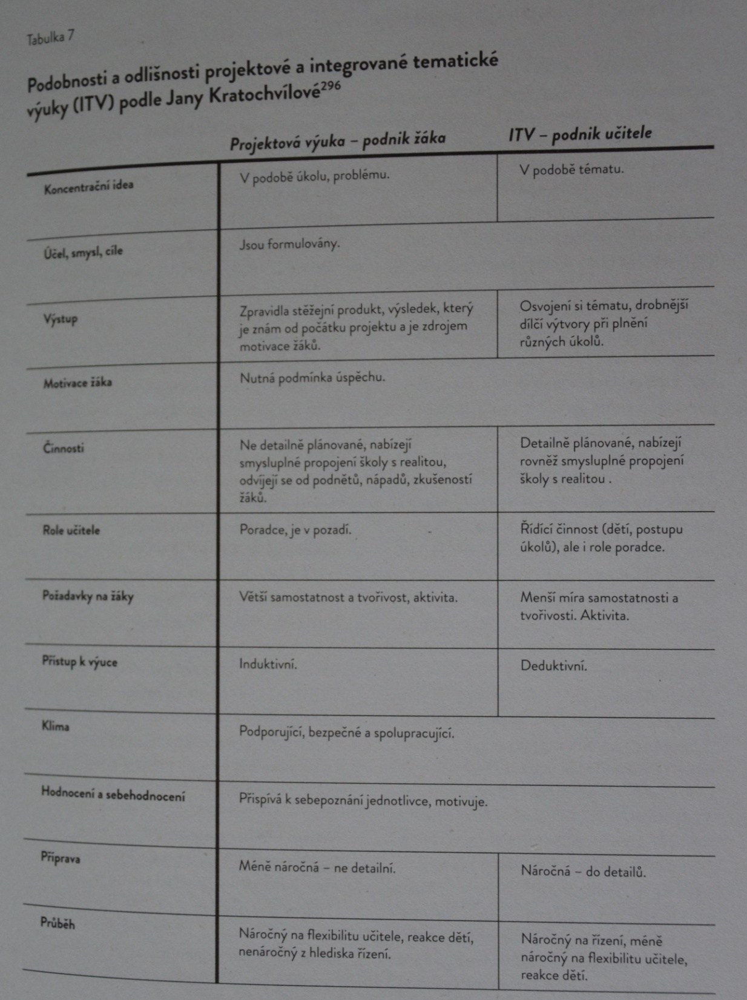 Tabulka 7
Podobnosti a odlišnosti projektové a integrované tematické
výuky (ITV) podle Jany Kratochvílové296
Projektová výuka – podnik žáka
ITV – podnik učitele
Koncentrační idea
V podobě úkolu, problému.
V podobě tématu.
Účel, smysl, cíle
Jsou formulovány.
Výstup
Zpravidla stěžejní produkt, výsledek, který
je znám od počátku projektu a je zdrojem
motivace žáků.
Osvojení si tématu, drobnější
dílčí výtvory při plnění
různých úkolů.
Motivace žáka
Nutná podmínka úspěchu.
Činnosti
Ne detailně plánované, nabízejí
smysluplné propojení školy s realitou,
odvíjejí se od podnětů, nápadů, zkušeností
žáků.
Detailně plánované, nabízejí
rovněž smysluplné propojení
školy s realitou .
Role učitele
Poradce, je v pozadí.
Řídící činnost (dětí, postupu
úkolů), ale i role poradce.
Požadavky na žáky
Větší samostatnost a tvořivost, aktivita.
Menší míra samostatnosti a
tvořivosti. Aktivita.
Přístup k výuce
Induktivní.
Deduktivní.
Klima
Podporující, bezpečné a spolupracující.
Hodnocení a sebehodnocení
Přispívá k sebepoznání jednotlivce, motivuje.
Příprava
Méně náročná – ne detailní.
Náročná – do detailů.
Průběh
Náročný na flexibilitu učitele, reakce dětí,
nenáročný z hlediska řízení.
Náročný na řízení, méně
náročný na flexibilitu učitele,
reakce dětí.